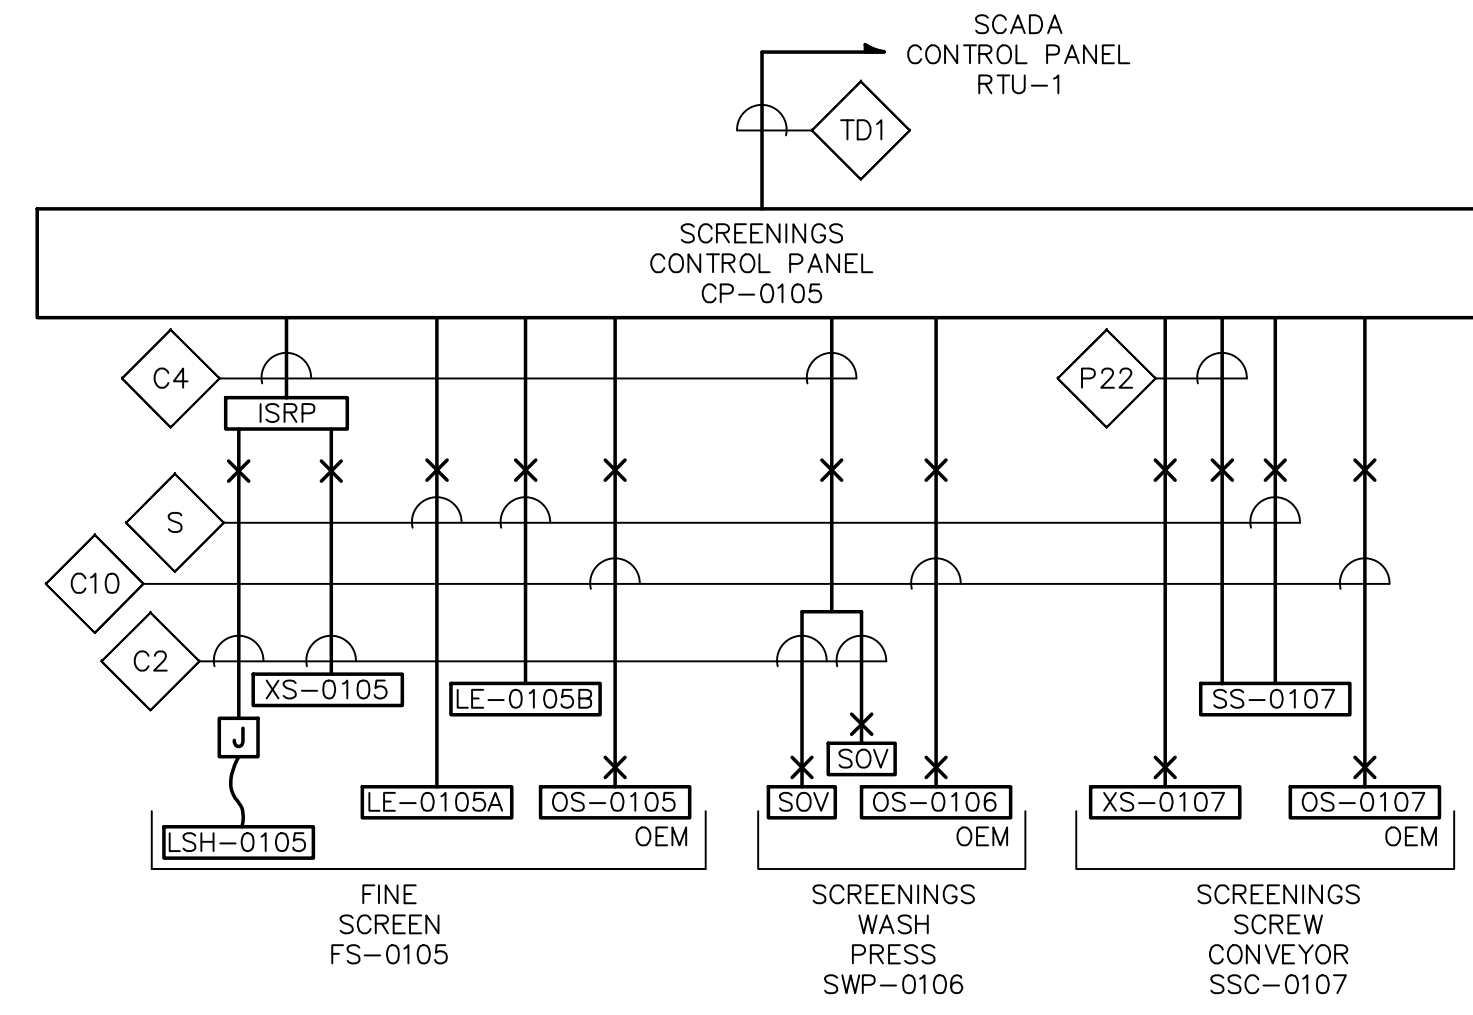 SCADA
CONTROL PANEL
RTU-1
TD1
SCREENINGS
CONTROL PANEL
CP-0105
C4
P22
ISRP
S
C10
C2
XS-0105
LE-0105B
SS-0107
J
SOV
LE-0105A
OS-0105
SOV
OS-0106
XS-0107
OS-0107
LSH-0105
OEM
OEM
OEM
FINE
SCREEN
FS-0105
SCREENINGS
WASH
PRESS
SWP-0106
SCREENINGS
SCREW
CONVEYOR
SSC-0107